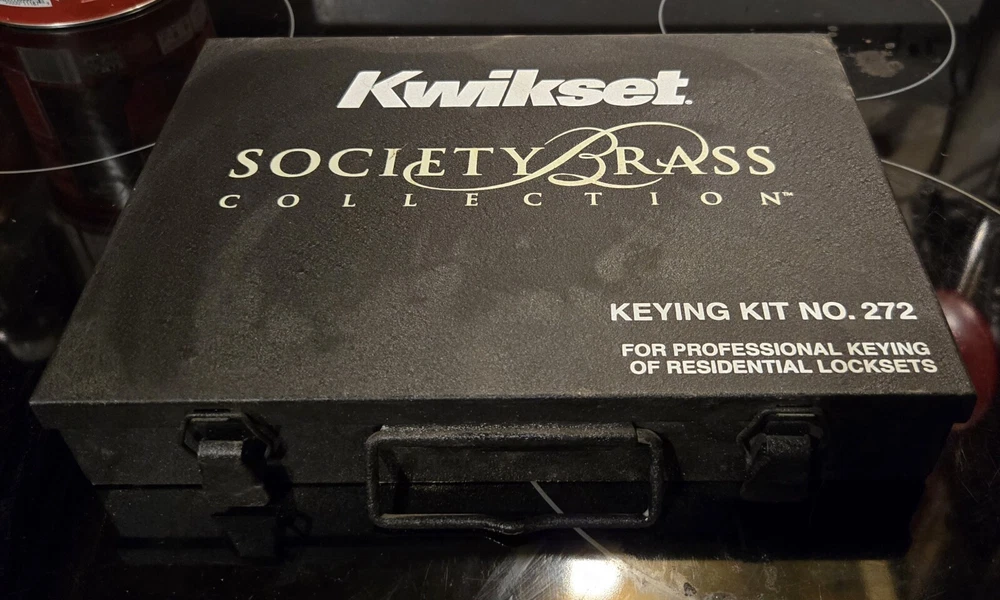 Kwikset.
SOCIETY BRASS
COLLECTION™
KEYING KIT NO. 272
FOR PROFESSIONAL KEYING
OF RESIDENTIAL LOCKSETS